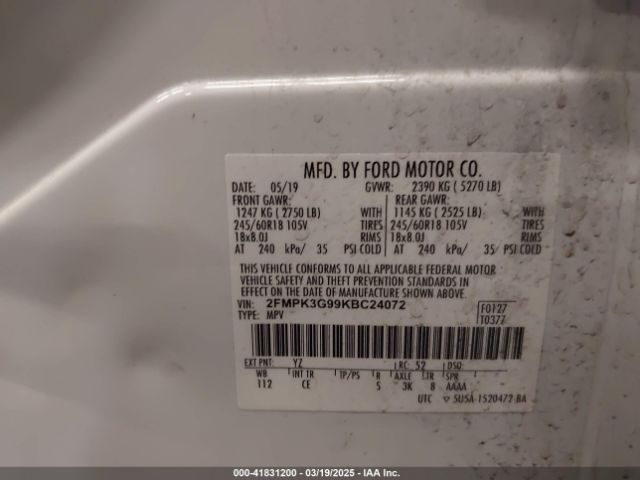 MFD. BY FORD MOTOR CO.
DATE: 05/19 GVWR: 2390 KG ( 5270 LB)
FRONT GAWR: REAR GAWR:
1247 KG ( 2750 LB) WITH 1145 KG ( 2525 LB) WITH
245/60R18 105V TIRES 245/60R18 105V TIRES
18x8.0J RIMS 18x8.0J RIMS
AT 240 kPa/ 35 PSI COLD AT 240 kPa/ 35 PSI COLD
THIS VEHICLE CONFORMS TO ALL APPLICABLE FEDERAL MOTOR
VEHICLE SAFETY AND THEFT PREVENTION STANDARDS IN
EFFECT ON THE DATE OF MANUFACTURE SHOWN ABOVE.
VIN: 2FMPK3G99KBC24072 F0127
TYPE: MPV T0377
EXT PNT: YZ RC: 52 DSO:
WB INT TR TP/PS R AXLE TR SPR
112 CE 5 3K 8 AAAA
UTC ▽ 5USA-1520472-BA
000-41831200 - 03/19/2025 - IAA Inc.